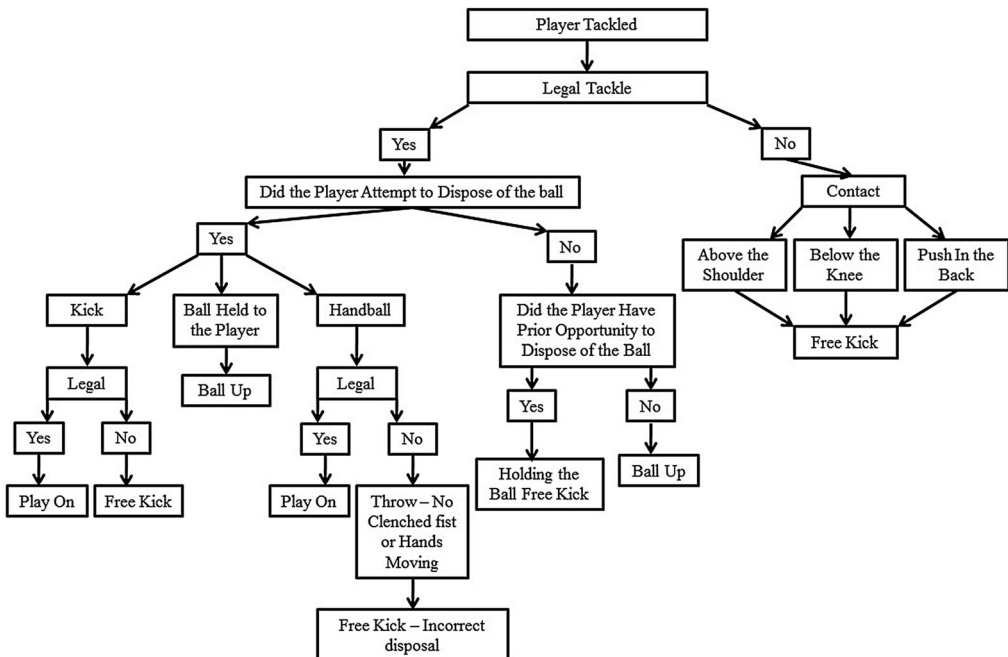 Player Tackled
Legal Tackle
Yes
No
Did the Player Attempt to Dispose of the ball
Contact
Yes
No
Above the
Shoulder
Below the
Knee
Push In the
Back
Kick
Ball Held to
the Player
Handball
Did the Player Have
Prior Opportunity to
Dispose of the Ball
Free Kick
Legal
Ball Up
Legal
Yes
No
Yes
No
Yes
No
Play On
Free Kick
Play On
Throw – No
Clenched fist
or Hands
Moving
Holding the
Ball Free Kick
Ball Up
Free Kick – Incorrect
disposal